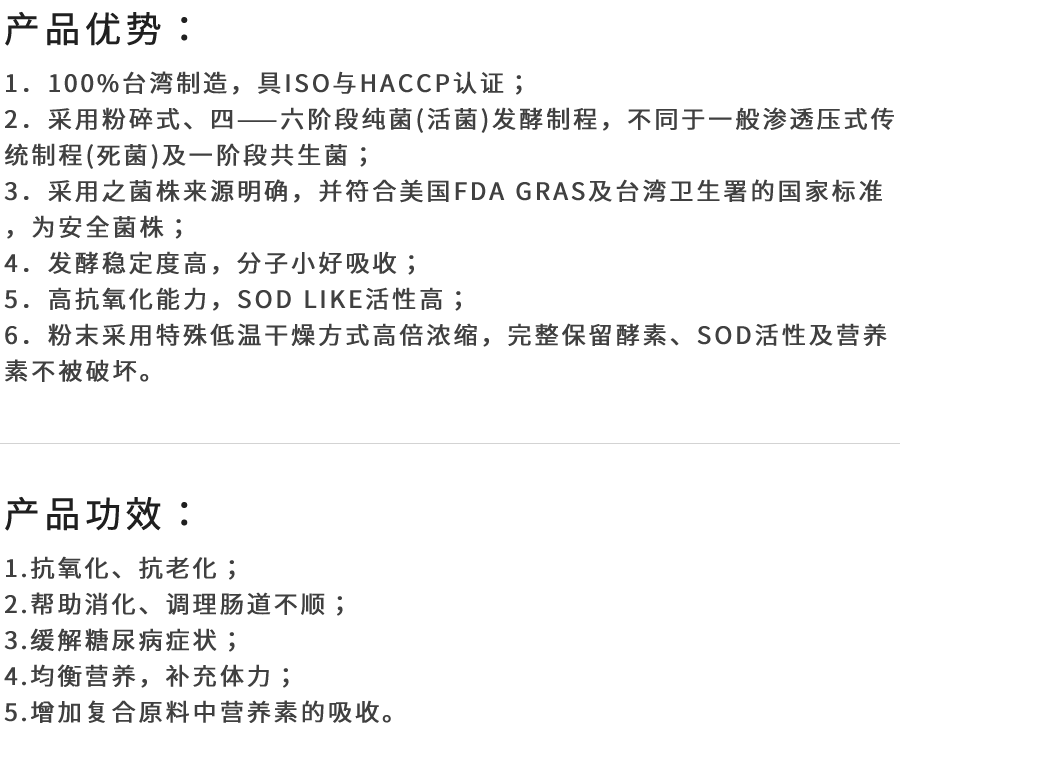 产品优势：
1．100%台湾制造，具ISO与HACCP认证；
2．采用粉碎式、四——六阶段纯菌(活菌)发酵制程，不同于一般渗透压式传
统制程(死菌)及一阶段共生菌；
3．采用之菌株来源明确，并符合美国FDA GRAS及台湾卫生署的国家标准
，为安全菌株；
4．发酵稳定度高，分子小好吸收；
5．高抗氧化能力，SOD LIKE活性高；
6．粉末采用特殊低温干燥方式高倍浓缩，完整保留酵素、SOD活性及营养
素不被破坏。
产品功效：
1.抗氧化、抗老化；
2.帮助消化、调理肠道不顺；
3.缓解糖尿病症状；
4.均衡营养，补充体力；
5.增加复合原料中营养素的吸收。